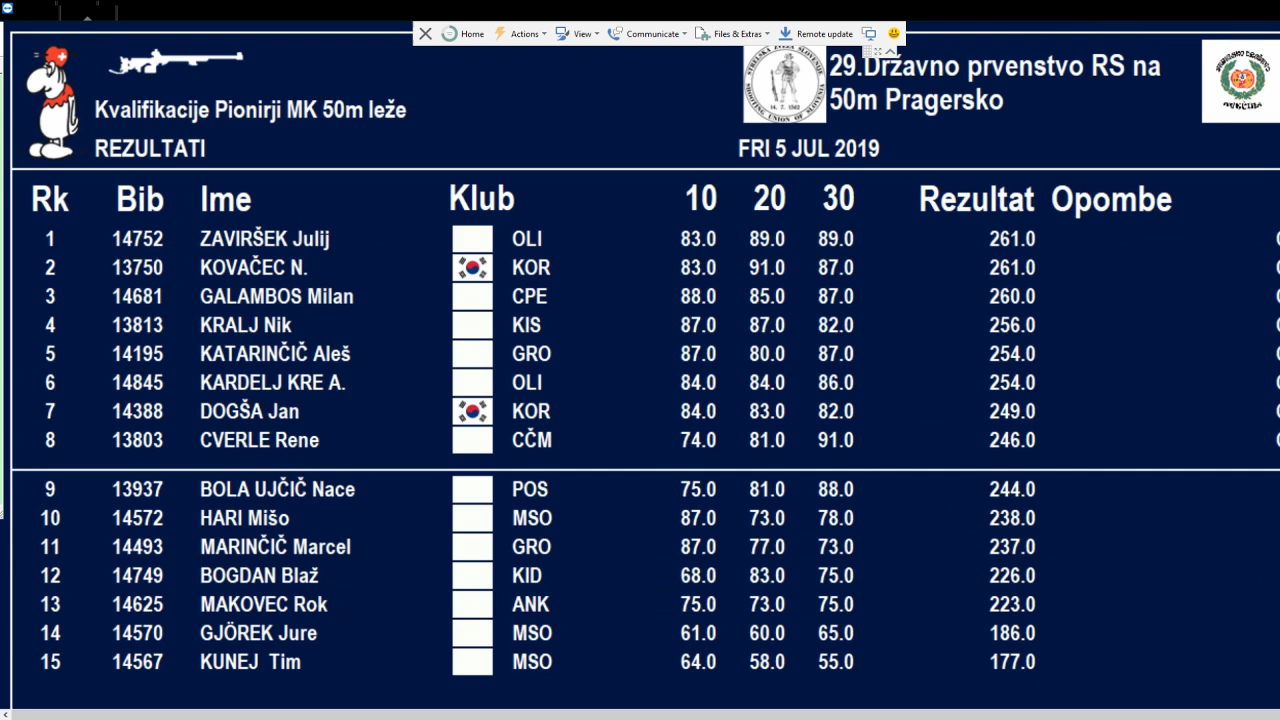 Home Actions View Communicate Files & Extras Remote update
29.Državno prvenstvo RS na
50m Pragersko
Kvalifikacije Pionirji MK 50m leže
REZULTATI FRI 5 JUL 2019
Rk Bib Ime Klub 10 20 30 Rezultat Opombe
1 14752 ZAVIRŠEK Julij OLI 83.0 89.0 89.0 261.0
2 13750 KOVAČEC N. KOR 83.0 91.0 87.0 261.0
3 14681 GALAMBOS Milan CPE 88.0 85.0 87.0 260.0
4 13813 KRALJ Nik KIS 87.0 87.0 82.0 256.0
5 14195 KATARINČIČ Aleš GRO 87.0 80.0 87.0 254.0
6 14845 KARDELJ KRE A. OLI 84.0 84.0 86.0 254.0
7 14388 DOGŠA Jan KOR 84.0 83.0 82.0 249.0
8 13803 CVERLE Rene CČM 74.0 81.0 91.0 246.0
9 13937 BOLA UJČIČ Nace POS 75.0 81.0 88.0 244.0
10 14572 HARI Mišo MSO 87.0 73.0 78.0 238.0
11 14493 MARINČIČ Marcel GRO 87.0 77.0 73.0 237.0
12 14749 BOGDAN Blaž KID 68.0 83.0 75.0 226.0
13 14625 MAKOVEC Rok ANK 75.0 73.0 75.0 223.0
14 14570 GJÖREK Jure MSO 61.0 60.0 65.0 186.0
15 14567 KUNEJ Tim MSO 64.0 58.0 55.0 177.0